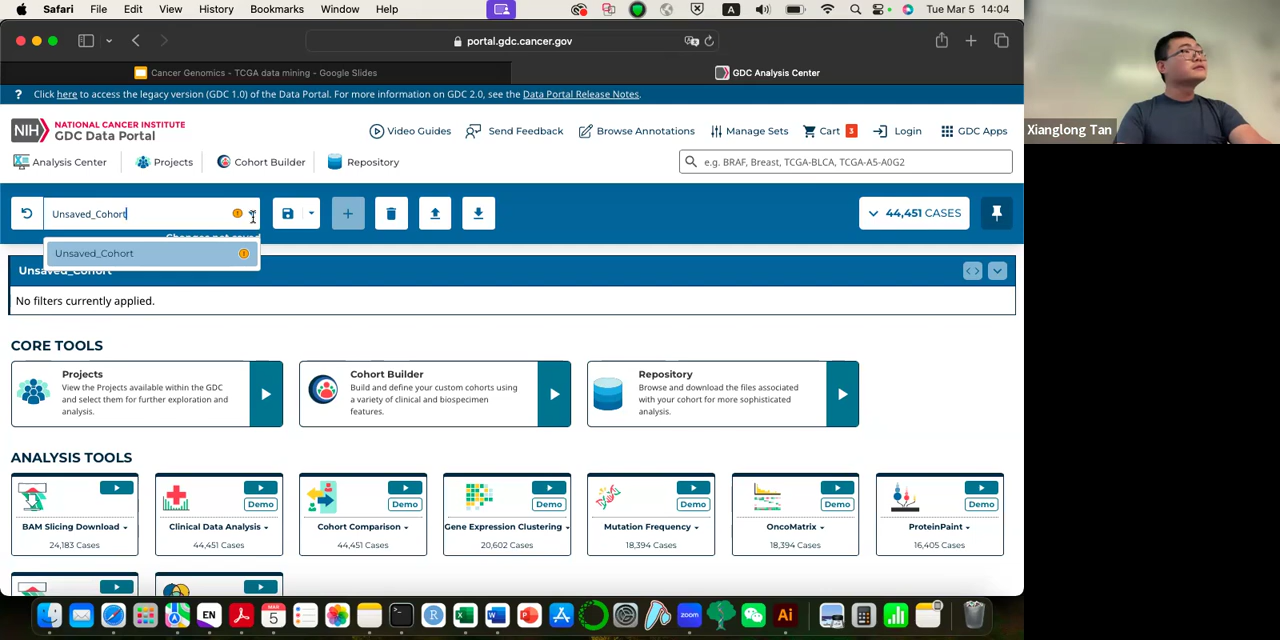 Safari File Edit View History Bookmarks Window Help A Tue Mar 5 14:04
portal.gdc.cancer.gov
Cancer Genomics - TCGA data mining - Google Slides GDC Analysis Center
? Click here to access the legacy version (GDC 1.0) of the Data Portal. For more information on GDC 2.0, see the Data Portal Release Notes.
NIH NATIONAL CANCER INSTITUTE
GDC Data Portal
Video Guides Send Feedback Browse Annotations Manage Sets Cart 3 Login GDC Apps
Analysis Center Projects Cohort Builder Repository e.g. BRAF, Breast, TCGA-BLCA, TCGA-A5-A0G2
Unsaved_Cohort 44,451 CASES
Changes not saved
Unsaved_Cohort
Unsaved_Cohort
No filters currently applied.
CORE TOOLS
Projects
View the Projects available within the GDC
and select them for further exploration and
analysis.
Cohort Builder
Build and define your custom cohorts using
a variety of clinical and biospecimen
features.
Repository
Browse and download the files associated
with your cohort for more sophisticated
analysis.
ANALYSIS TOOLS
Demo Demo Demo Demo Demo Demo
BAM Slicing Download Clinical Data Analysis Cohort Comparison Gene Expression Clustering Mutation Frequency OncoMatrix ProteinPaint
24,183 Cases 44,451 Cases 44,451 Cases 20,602 Cases 18,394 Cases 18,394 Cases 16,405 Cases
Xianglong Tan
EN MAR 5 R X W P zoom Ai